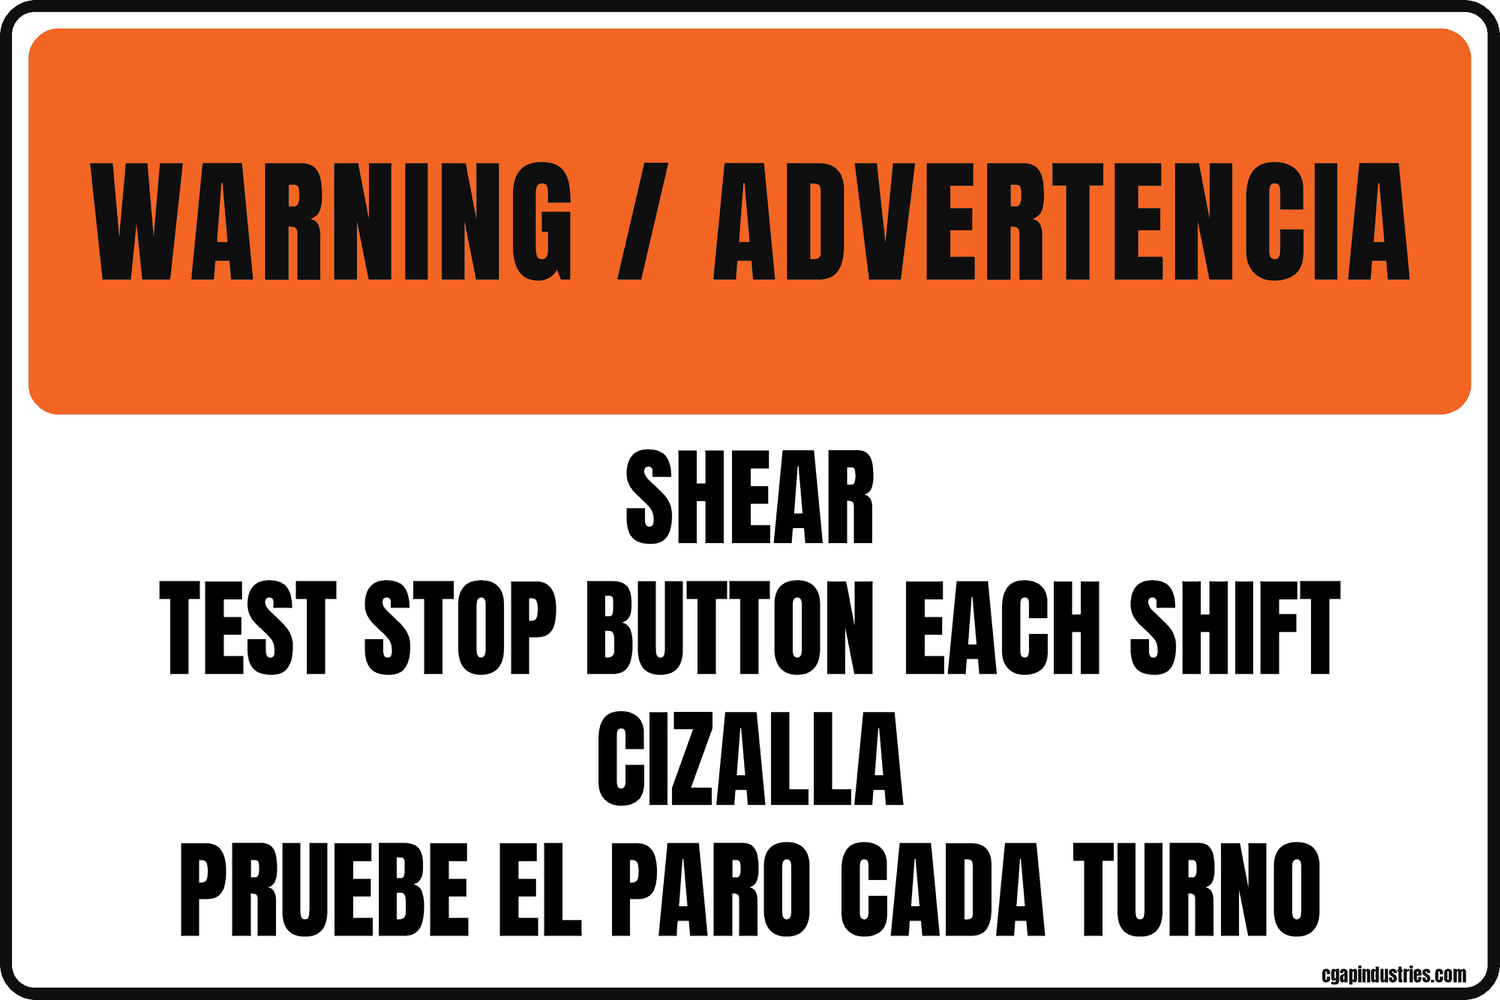 WARNING / ADVERTENCIA
SHEAR
TEST STOP BUTTON EACH SHIFT
CIZALLA
PRUEBE EL PARO CADA TURNO
cgapindustries.com